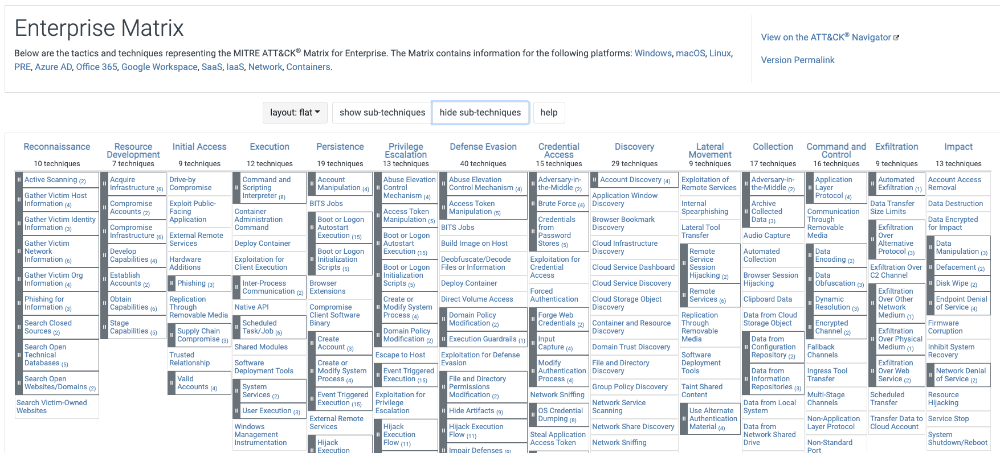 Enterprise Matrix
Below are the tactics and techniques representing the MITRE ATT&CK® Matrix for Enterprise. The Matrix contains information for the following platforms: Windows, macOS, Linux,
PRE, Azure AD, Office 365, Google Workspace, SaaS, IaaS, Network, Containers.
View on the ATT&CK® Navigator
Version Permalink
layout: flat
show sub-techniques
hide sub-techniques
help
Reconnaissance
10 techniques
Active Scanning (2)
Gather Victim Host
Information (4)
Gather Victim Identity
Information (3)
Gather Victim
Network
Information (6)
Gather Victim Org
Information (4)
Phishing for
Information (3)
Search Closed
Sources (2)
Search Open
Technical
Databases (5)
Search Open
Websites/Domains (2)
Search Victim-Owned
Websites
Resource
Development
7 techniques
Acquire
Infrastructure (6)
Compromise
Accounts (2)
Compromise
Infrastructure (6)
Develop
Capabilities (4)
Establish
Accounts (2)
Obtain
Capabilities (6)
Stage
Capabilities (5)
Initial Access
9 techniques
Drive-by
Compromise
Exploit Public-
Facing
Application
External Remote
Services
Hardware
Additions
Phishing (3)
Replication
Through
Removable Media
Supply Chain
Compromise (3)
Trusted
Relationship
Valid
Accounts (4)
Execution
12 techniques
Command and
Scripting
Interpreter (8)
Container
Administration
Command
Deploy Container
Exploitation for
Client Execution
Inter-Process
Communication (2)
Native API
Scheduled
Task/Job (6)
Shared Modules
Software
Deployment Tools
System
Services (2)
User Execution (3)
Windows
Management
Instrumentation
Persistence
19 techniques
Account
Manipulation (4)
BITS Jobs
Boot or Logon
Autostart
Execution (15)
Boot or Logon
Initialization
Scripts (5)
Browser
Extensions
Compromise
Client Software
Binary
Create
Account (3)
Create or
Modify System
Process (4)
Event Triggered
Execution (15)
External Remote
Services
Hijack
Execution
Privilege
Escalation
13 techniques
Abuse Elevation
Control
Mechanism (4)
Access Token
Manipulation (5)
Boot or Logon
Autostart
Execution (15)
Boot or Logon
Initialization
Scripts (5)
Create or
Modify System
Process (4)
Domain Policy
Modification (2)
Escape to Host
Event Triggered
Execution (15)
Exploitation for
Privilege
Escalation
Hijack
Execution
Flow (11)
Defense Evasion
40 techniques
Abuse Elevation
Control Mechanism (4)
Access Token
Manipulation (5)
BITS Jobs
Build Image on Host
Deobfuscate/Decode
Files or Information
Deploy Container
Direct Volume Access
Domain Policy
Modification (2)
Execution Guardrails (1)
Exploitation for Defense
Evasion
File and Directory
Permissions
Modification (2)
Hide Artifacts (9)
Hijack Execution
Flow (11)
Impair Defenses (9)
Credential
Access
15 techniques
Adversary-in-
the-Middle (2)
Brute Force (4)
Credentials
from
Password
Stores (5)
Exploitation for
Credential
Access
Forced
Authentication
Forge Web
Credentials (2)
Input
Capture (4)
Modify
Authentication
Process (4)
Network Sniffing
OS Credential
Dumping (8)
Steal Application
Access Token
Discovery
29 techniques
Account Discovery (4)
Application Window
Discovery
Browser Bookmark
Discovery
Cloud Infrastructure
Discovery
Cloud Service Dashboard
Cloud Service Discovery
Cloud Storage Object
Discovery
Container and Resource
Discovery
Domain Trust Discovery
File and Directory
Discovery
Group Policy Discovery
Network Service
Scanning
Network Share Discovery
Network Sniffing
Lateral
Movement
9 techniques
Exploitation of
Remote Services
Internal
Spearphishing
Lateral Tool
Transfer
Remote
Service
Session
Hijacking (2)
Remote
Services (6)
Replication
Through
Removable
Media
Software
Deployment
Tools
Taint Shared
Content
Use Alternate
Authentication
Material (4)
Collection
17 techniques
Adversary-in-
the-Middle (2)
Archive
Collected
Data (3)
Audio Capture
Automated
Collection
Browser Session
Hijacking
Clipboard Data
Data from Cloud
Storage Object
Data from
Configuration
Repository (2)
Data from
Information
Repositories (3)
Data from Local
System
Data from
Network Shared
Drive
Command and
Control
16 techniques
Application
Layer
Protocol (4)
Communication
Through
Removable
Media
Data
Encoding (2)
Data
Obfuscation (3)
Dynamic
Resolution (3)
Encrypted
Channel (2)
Fallback
Channels
Ingress Tool
Transfer
Multi-Stage
Channels
Non-Application
Layer Protocol
Non-Standard
Port
Exfiltration
9 techniques
Automated
Exfiltration (1)
Data Transfer
Size Limits
Exfiltration
Over
Alternative
Protocol (3)
Exfiltration Over
C2 Channel
Exfiltration
Over Other
Network
Medium (1)
Exfiltration
Over Physical
Medium (1)
Exfiltration
Over Web
Service (2)
Scheduled
Transfer
Transfer Data to
Cloud Account
Impact
13 techniques
Account Access
Removal
Data Destruction
Data Encrypted
for Impact
Data
Manipulation (3)
Defacement (2)
Disk Wipe (2)
Endpoint Denial
of Service (4)
Firmware
Corruption
Inhibit System
Recovery
Network Denial
of Service (2)
Resource
Hijacking
Service Stop
System
Shutdown/Reboot